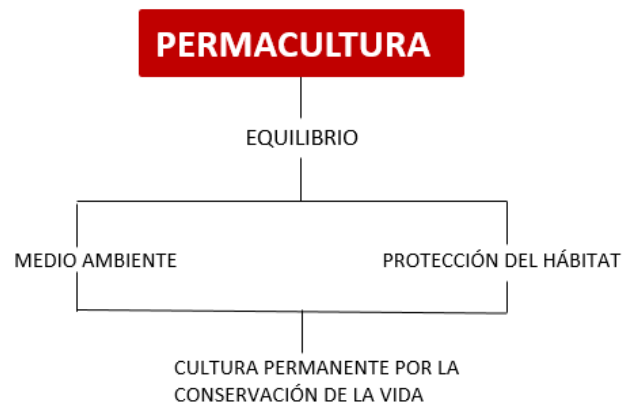 PERMACULTURA
EQUILIBRIO
MEDIO AMBIENTE
PROTECCIÓN DEL HÁBITAT
CULTURA PERMANENTE POR LA
CONSERVACIÓN DE LA VIDA